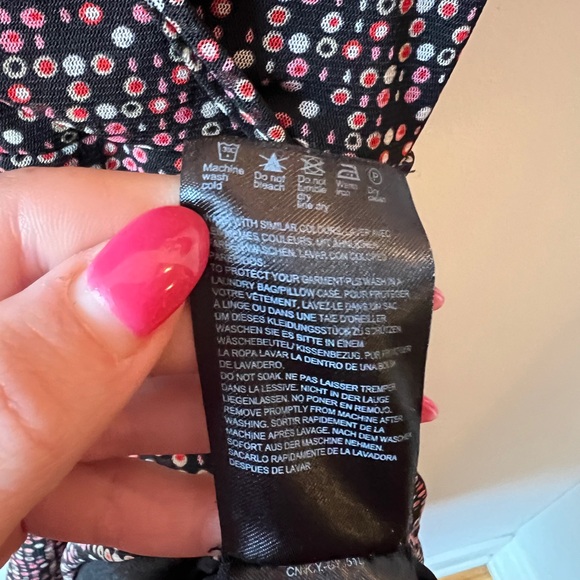 Machine wash cold
Do not bleach
Do not tumble dry line dry
Warm iron
Dry clean
WITH SIMILAR COLOURS. LAVER AVEC
COULEURS. MIT ÄHNLICHEN
WASCHEN. LAVAR CON COLORES
PARECIDOS.
TO PROTECT YOUR GARMENT-PLS WASH IN A
LAUNDRY BAG/PILLOW CASE. POUR PROTÉGER
VOTRE VÊTEMENT, LAVEZ-LE DANS UN SAC
À LINGE OU DANS UNE TAIE D'OREILLER
UM DIESES KLEIDUNGSSTÜCK ZU SCHÜTZEN
WASCHEN SIE ES BITTE IN EINEM
WÄSCHEBEUTEL/ KISSENBEZUG. PUR PROTEGER
LA ROPA LAVAR LA DENTRO DE UNA BOLSA
DE LAVADERO.
DO NOT SOAK. NE PAS LAISSER TREMPER
DANS LA LESSIVE. NICHT IN DER LAUGE
LIEGENLASSEN. NO PONER EN REMOJO.
REMOVE PROMPTLY FROM MACHINE AFTER
WASHING. SORTIR RAPIDEMENT DE LA
MACHINE APRÈS LAVAGE. NACH DEM WASCHEN
SOFORT AUS DER MASCHINE NEHMEN.
SACARLO RAPIDAMENTE DE LA LAVADORA
DESPUES DE LAVAR